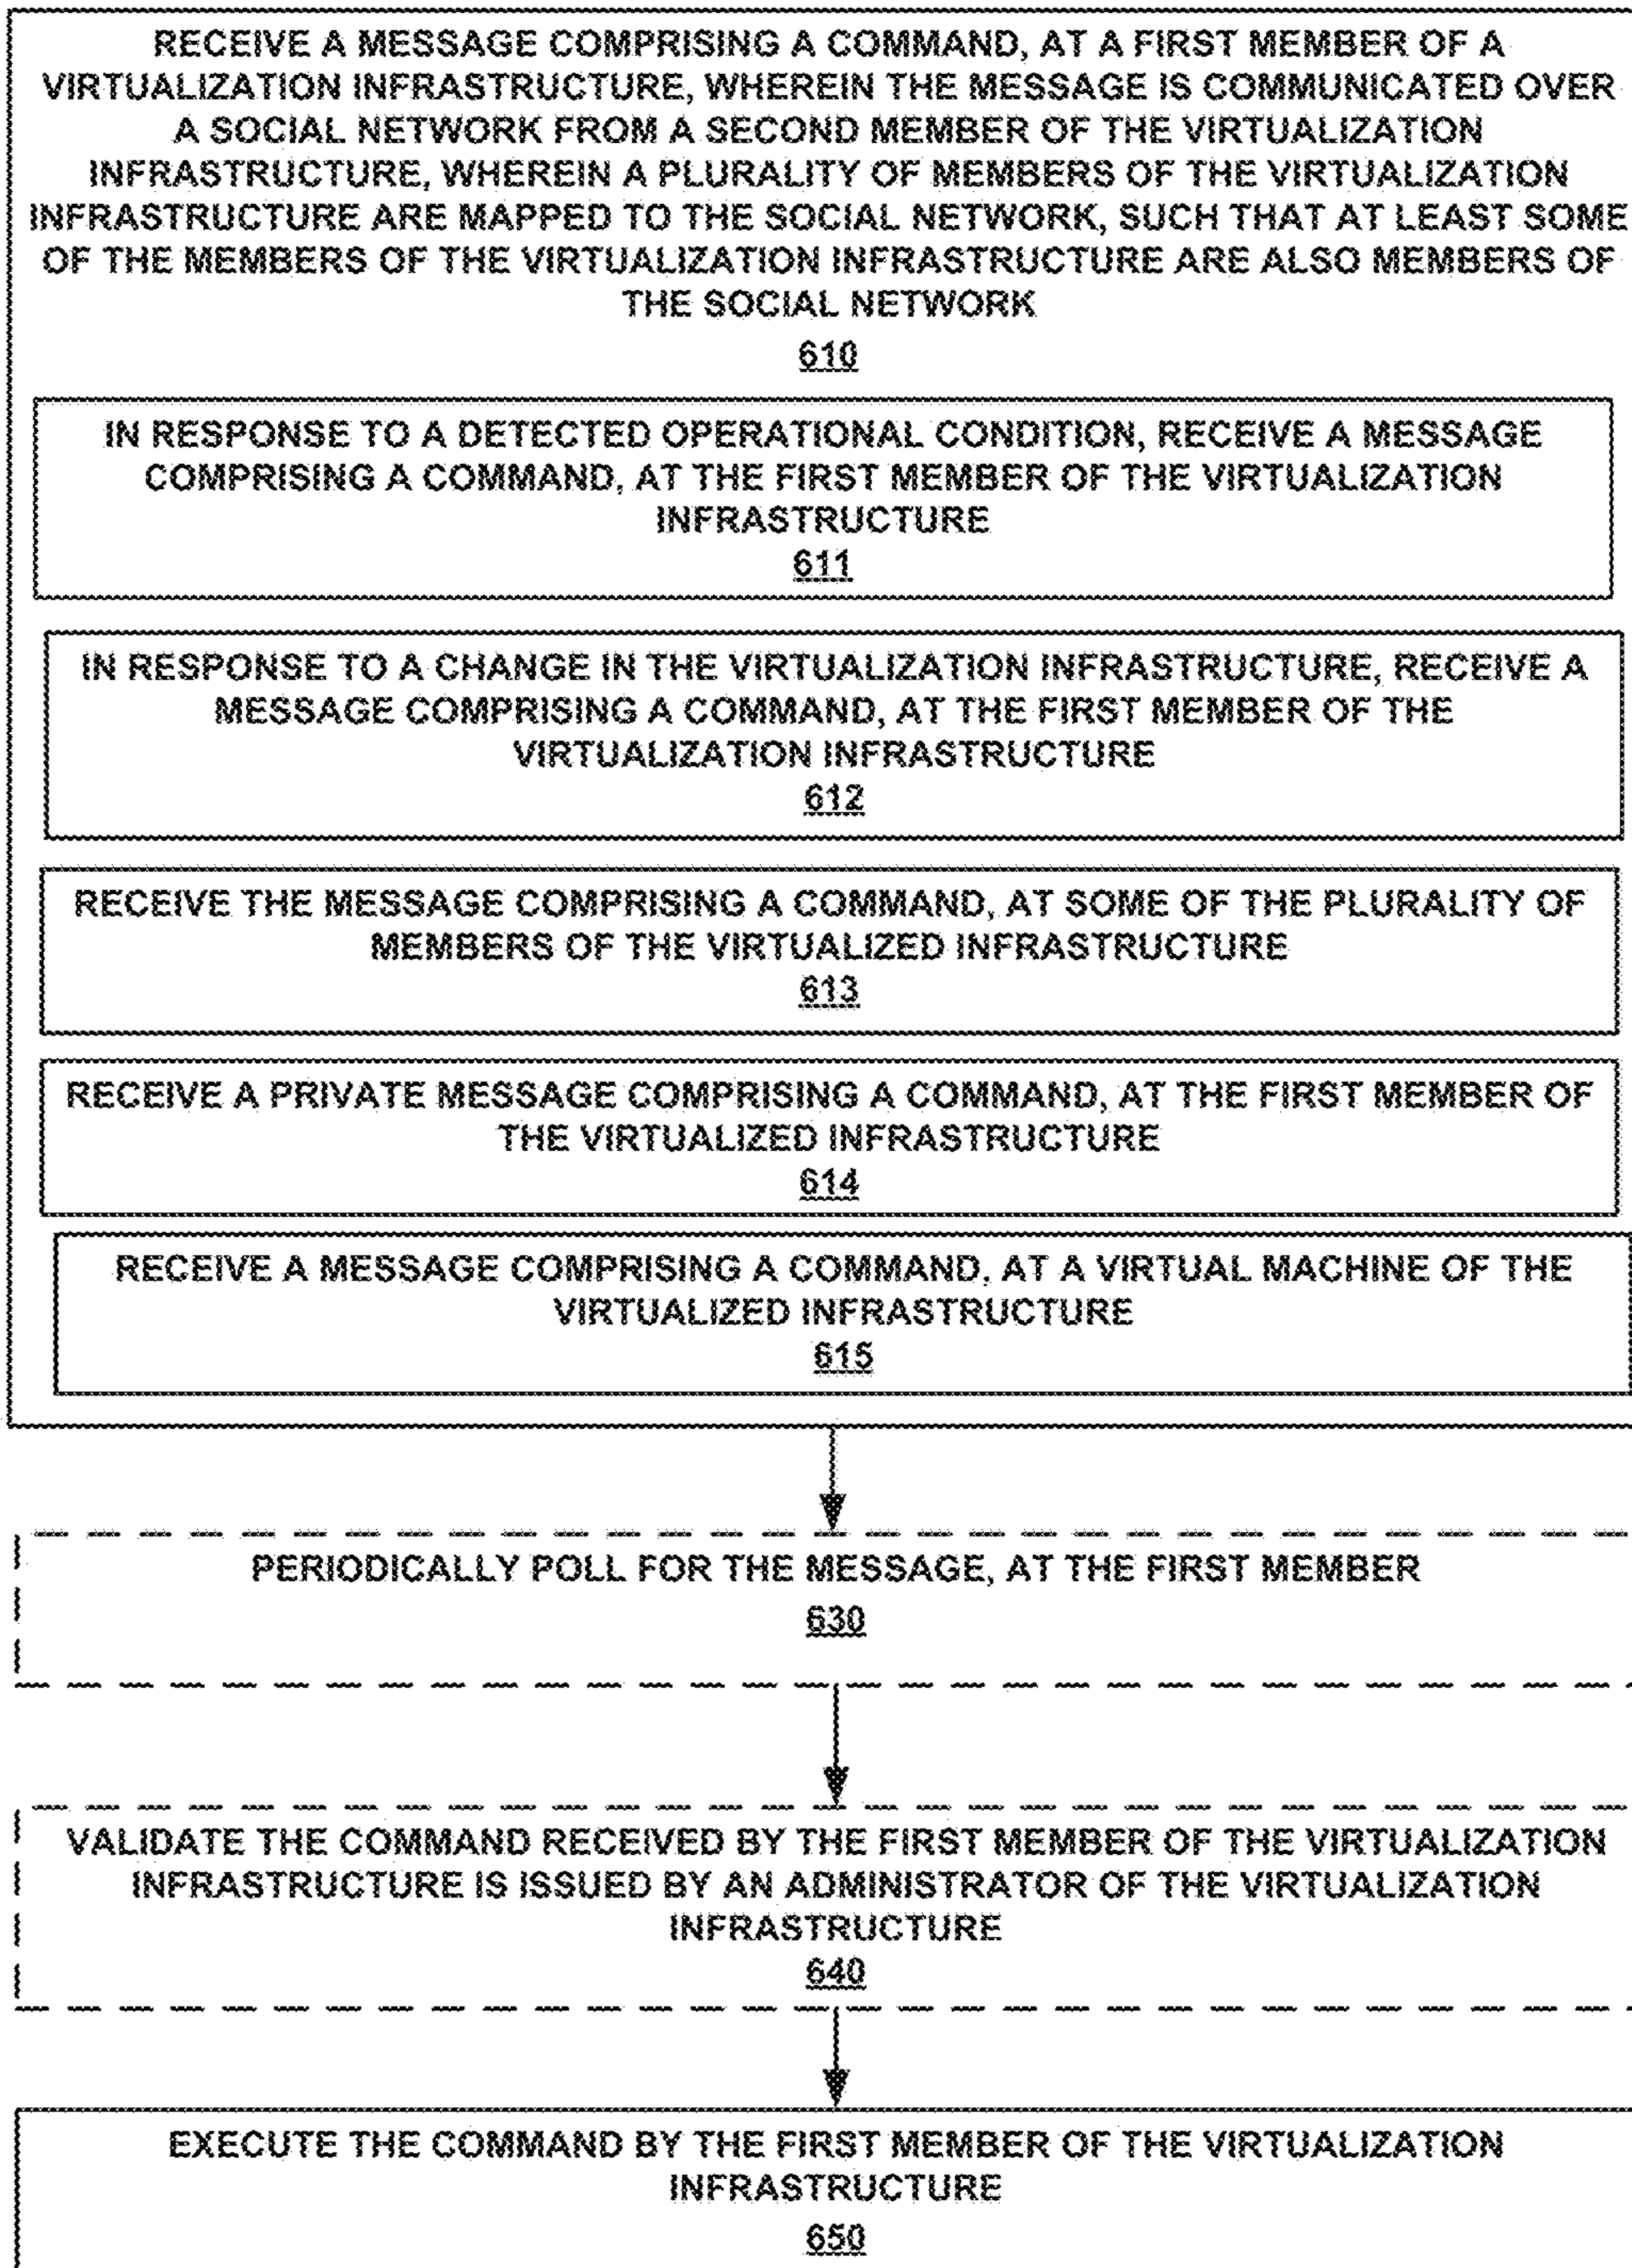 RECEIVE A MESSAGE COMPRISING A COMMAND, AT A FIRST MEMBER OF A
VIRTUALIZATION INFRASTRUCTURE, WHEREIN THE MESSAGE IS COMMUNICATED OVER
A SOCIAL NETWORK FROM A SECOND MEMBER OF THE VIRTUALIZATION
INFRASTRUCTURE, WHEREIN A PLURALITY OF MEMBERS OF THE VIRTUALIZATION
INFRASTRUCTURE ARE MAPPED TO THE SOCIAL NETWORK, SUCH THAT AT LEAST SOME
OF THE MEMBERS OF THE VIRTUALIZATION INFRASTRUCTURE ARE ALSO MEMBERS OF
THE SOCIAL NETWORK
610
IN RESPONSE TO A DETECTED OPERATIONAL CONDITION, RECEIVE A MESSAGE
COMPRISING A COMMAND, AT THE FIRST MEMBER OF THE VIRTUALIZATION
INFRASTRUCTURE
611
IN RESPONSE TO A CHANGE IN THE VIRTUALIZATION INFRASTRUCTURE, RECEIVE A
MESSAGE COMPRISING A COMMAND, AT THE FIRST MEMBER OF THE
VIRTUALIZATION INFRASTRUCTURE
612
RECEIVE THE MESSAGE COMPRISING A COMMAND, AT SOME OF THE PLURALITY OF
MEMBERS OF THE VIRTUALIZED INFRASTRUCTURE
613
RECEIVE A PRIVATE MESSAGE COMPRISING A COMMAND, AT THE FIRST MEMBER OF
THE VIRTUALIZED INFRASTRUCTURE
614
RECEIVE A MESSAGE COMPRISING A COMMAND, AT A VIRTUAL MACHINE OF THE
VIRTUALIZED INFRASTRUCTURE
615
PERIODICALLY POLL FOR THE MESSAGE, AT THE FIRST MEMBER
630
VALIDATE THE COMMAND RECEIVED BY THE FIRST MEMBER OF THE VIRTUALIZATION
INFRASTRUCTURE IS ISSUED BY AN ADMINISTRATOR OF THE VIRTUALIZATION
INFRASTRUCTURE
640
EXECUTE THE COMMAND BY THE FIRST MEMBER OF THE VIRTUALIZATION
INFRASTRUCTURE
650